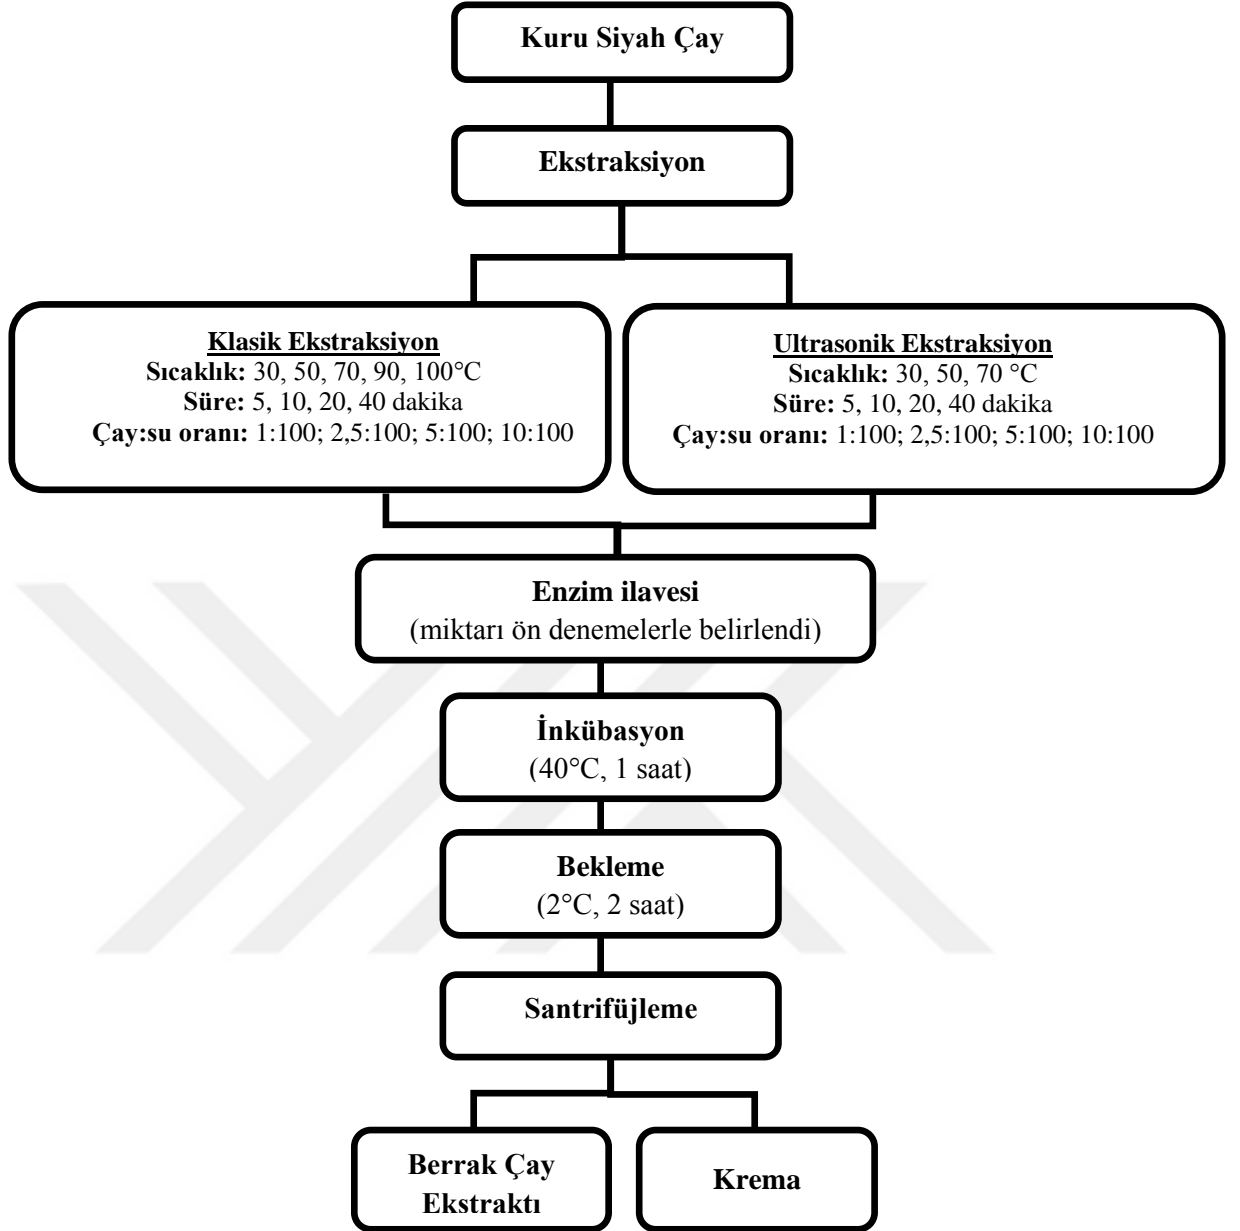 Kuru Siyah Çay
Ekstraksiyon
Klasik Ekstraksiyon
Sıcaklık: 30, 50, 70, 90, 100°C
Süre: 5, 10, 20, 40 dakika
Çay:su oranı: 1:100; 2,5:100; 5:100; 10:100
Ultrasonik Ekstraksiyon
Sıcaklık: 30, 50, 70 °C
Süre: 5, 10, 20, 40 dakika
Çay:su oranı: 1:100; 2,5:100; 5:100; 10:100
Enzim ilavesi
(miktarı ön denemelerle belirlendi)
İnkübasyon
(40°C, 1 saat)
Bekleme
(2°C, 2 saat)
Santrifüjleme
Berrak Çay
Ekstraktı
Krema